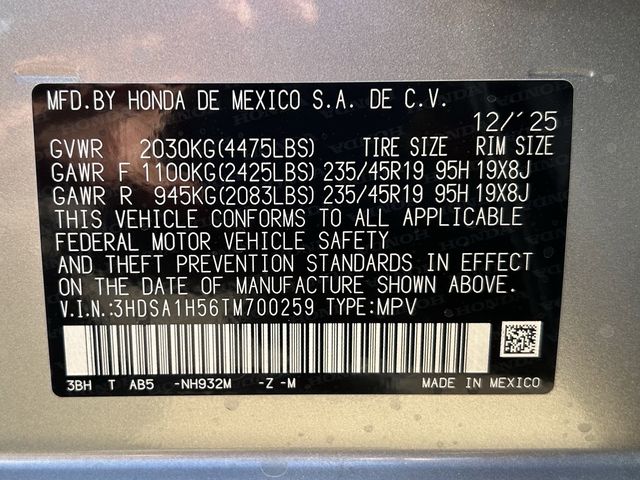 MFD.BY HONDA DE MEXICO S.A. DE C.V.
12/'25
GVWR 2030KG(4475LBS) TIRE SIZE RIM SIZE
GAWR F 1100KG(2425LBS) 235/45R19 95H 19X8J
GAWR R 945KG(2083LBS) 235/45R19 95H 19X8J
THIS VEHICLE CONFORMS TO ALL APPLICABLE
FEDERAL MOTOR VEHICLE SAFETY
AND THEFT PREVENTION STANDARDS IN EFFECT
ON THE DATE OF MANUFACTURE SHOWN ABOVE.
V.I.N.:3HDSA1H56TM700259 TYPE:MPV
3BH T AB5 -NH932M -Z -M MADE IN MEXICO